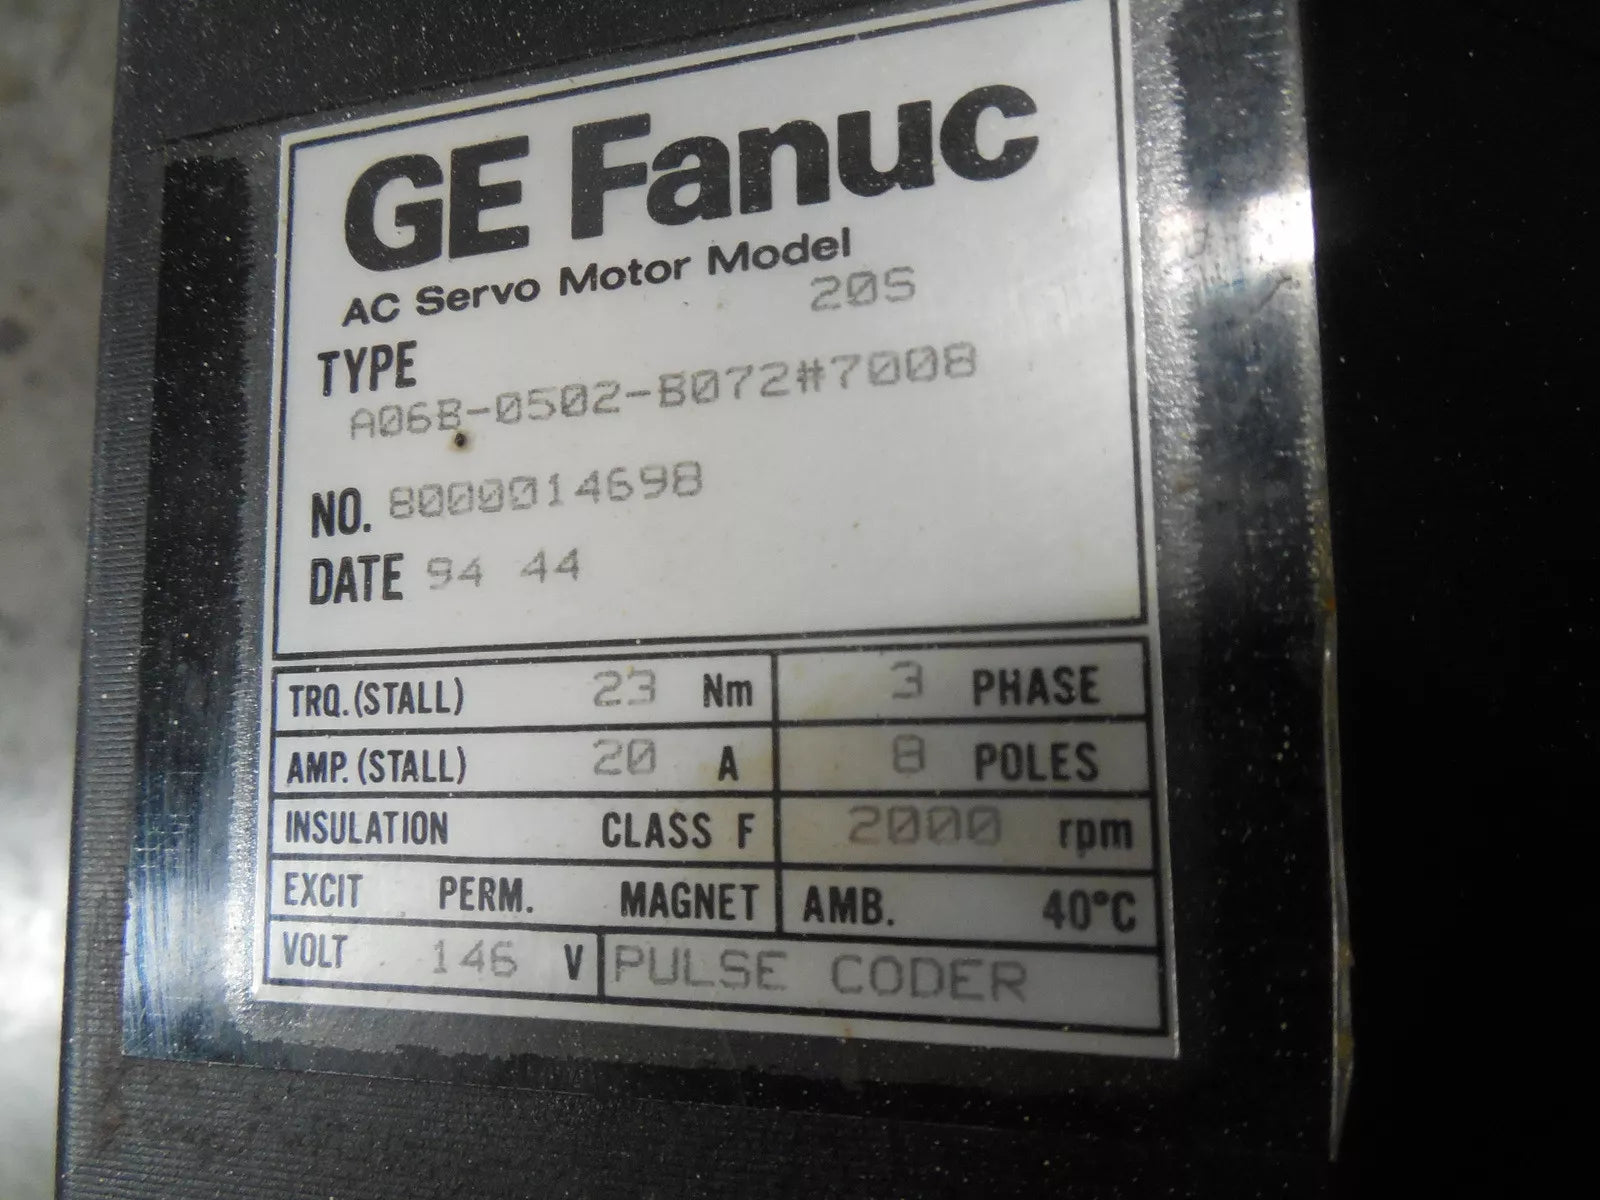 GE Fanuc
AC Servo Motor Model
20S
TYPE
A06B-0502-B072#7008
NO. 8000014698
DATE 94 44
TRQ.(STALL) 23 Nm 3 PHASE
AMP.(STALL) 20 A 8 POLES
INSULATION CLASS F 2000 rpm
EXCIT PERM. MAGNET AMB. 40°C
VOLT 146 V PULSE CODER